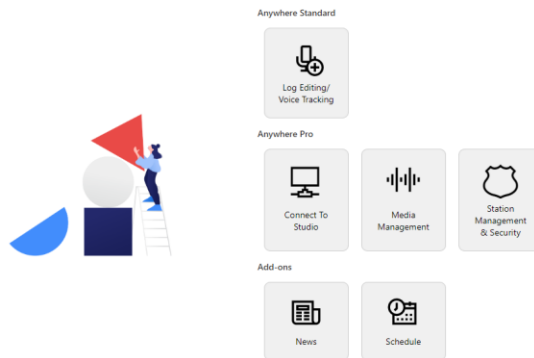 Anywhere Standard
Log Editing/
Voice Tracking
Anywhere Pro
Connect To
Studio
Media
Management
Station
Management
& Security
Add-ons
News
Schedule